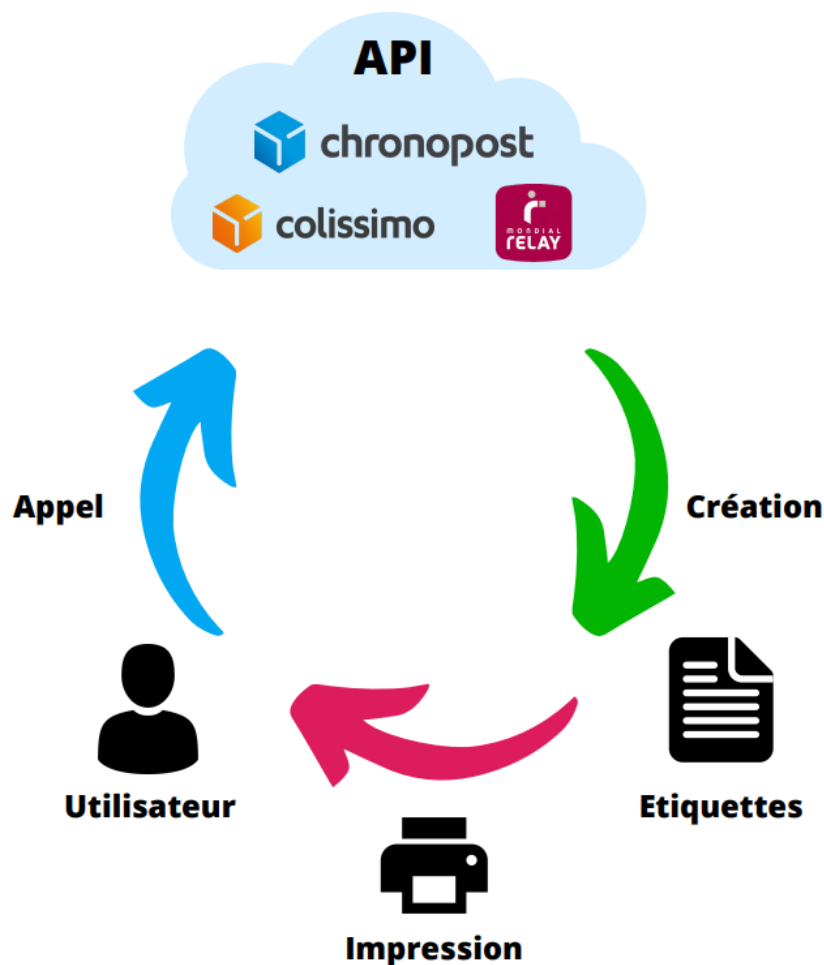 API
chronopost
colissimo
MONDIAL
RELAY
Appel
Création
Utilisateur
Etiquettes
Impression